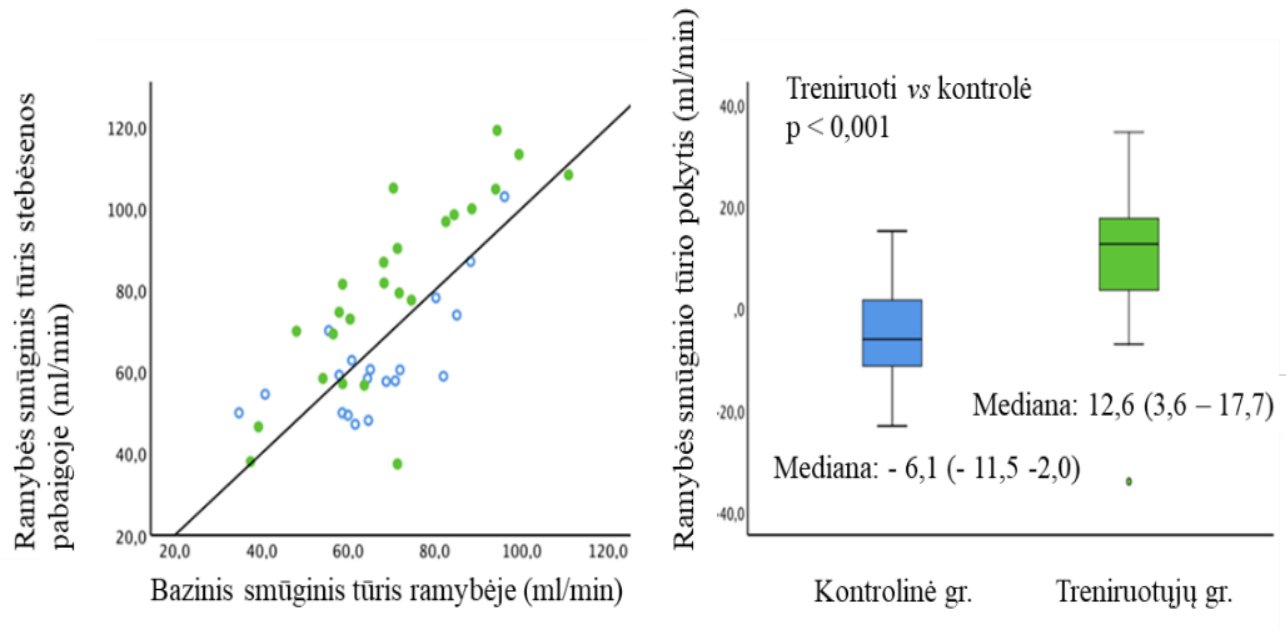 Ramybės smūginis tūris stebėsenos
pabaigoje (ml/min)
120,0
100,0
80,0
60,0
40,0
20,0
20,0
40,0
60,0
80,0
100,0
120,0
Bazinis smūginis tūris ramybėje (ml/min)
Ramybės smūginio tūrio pokytis (ml/min)
40,0
20,0
,0
-20,0
-40,0
Treniruoti vs kontrolė
p < 0,001
Mediana: 12,6 (3,6 – 17,7)
Mediana: - 6,1 (- 11,5 -2,0)
Kontrolinė gr.
Treniruotųjų gr.